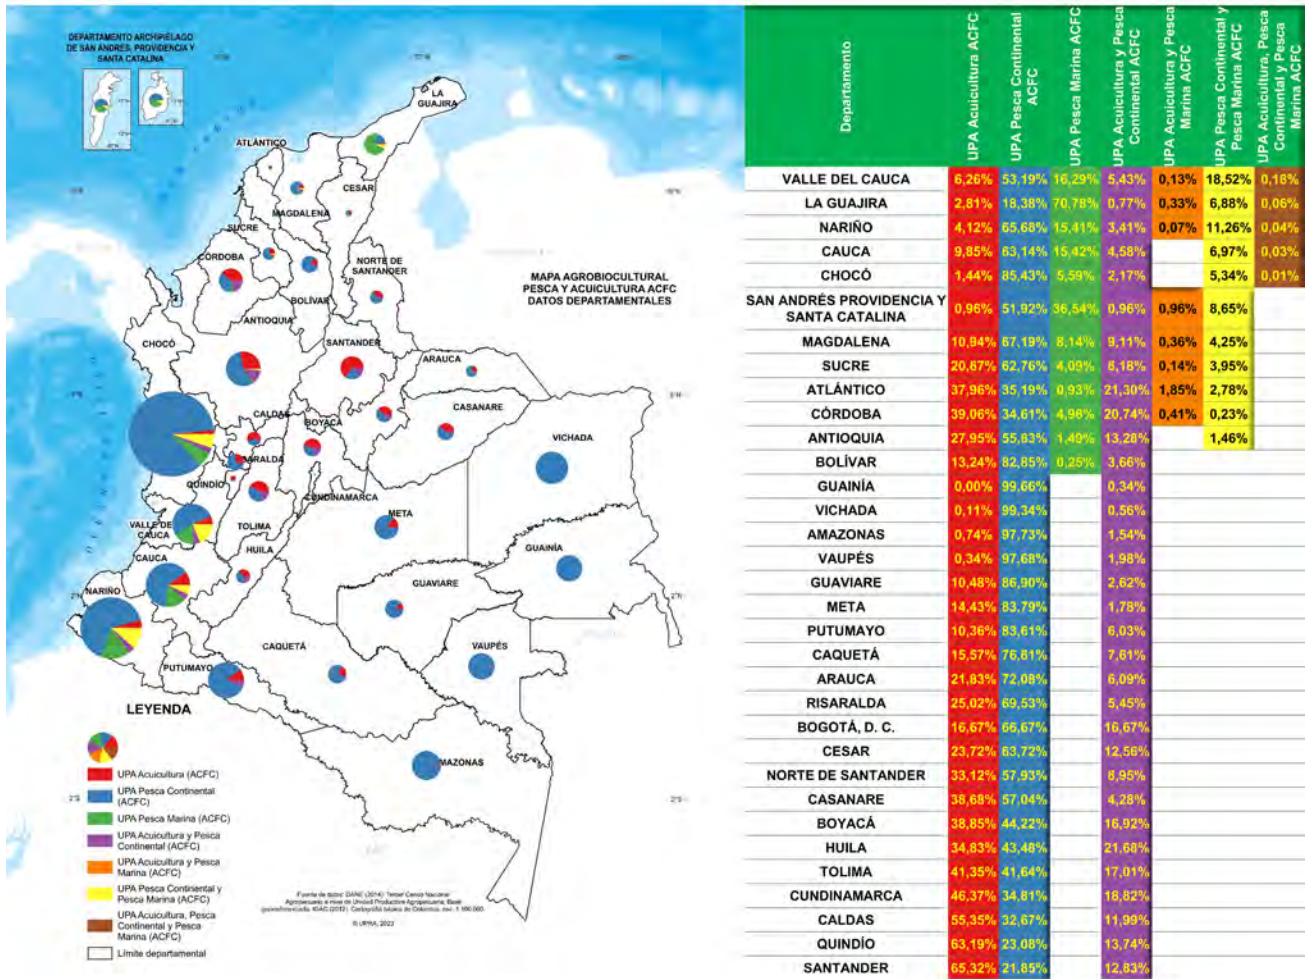 DEPARTAMENTO ARCHIPIÉLAGO
DE SAN ANDRÉS, PROVIDENCIA Y
SANTA CATALINA
LA
GUAJIRA
ATLÁNTICO
CESAR
MAGDALENA
SUCRE
CÓRDOBA
NORTE DE
SANTANDER
BOLÍVAR
MAPA AGROBIOCULTURAL
PESCA Y ACUICULTURA ACFC
DATOS DEPARTAMENTALES
ANTIOQUIA
CHOCÓ
SANTANDER
ARAUCA
CALDAS
BOYACÁ
CASANARE
VICHADA
ARALDA
QUINDÍO
CUNDINAMARCA
META
VALLE DE
CAUCA
TOLIMA
HUILA
CAUCA
GUAINÍA
NARIÑO
GUAVIARE
CAQUETÁ
VAUPÉS
PUTUMAYO
MAZONAS
LEYENDA
UPA Acuicultura (ACFC)
UPA Pesca Continental
(ACFC)
UPA Pesca Marina (ACFC)
UPA Acuicultura y Pesca
Continental (ACFC)
UPA Acuicultura y Pesca
Marina (ACFC)
UPA Pesca Continental y
Pesca Marina (ACFC)
UPA Acuicultura, Pesca
Continental y Pesca
Marina (ACFC)
Límite departamental
Fuente de datos: DANE (2014) Tercer Censo Nacional
© UPRA, 2023
Departamento
UPA Acuicultura ACFC
UPA Pesca Continental
ACFC
UPA Pesca Marina ACFC
UPA Acuicultura y Pesca
Continental ACFC
UPA Acuicultura y Pesca
Marina ACFC
UPA Pesca Continental y
Pesca Marina ACFC
UPA Acuicultura, Pesca
Continental y Pesca
Marina ACFC
VALLE DEL CAUCA 6,26% 53,19% 16,29% 5,43% 0,13% 18,52% 0,18%
LA GUAJIRA 2,81% 18,38% 70,78% 0,77% 0,33% 6,88% 0,06%
NARIÑO 4,12% 65,68% 15,41% 3,41% 0,07% 11,26% 0,04%
CAUCA 9,85% 63,14% 15,42% 4,58% 6,97% 0,03%
CHOCÓ 1,44% 85,43% 5,59% 2,17% 5,34% 0,01%
SAN ANDRÉS PROVIDENCIA Y
SANTA CATALINA 0,96% 51,92% 36,54% 0,96% 0,96% 8,65%
MAGDALENA 10,94% 67,19% 8,14% 9,11% 0,36% 4,25%
SUCRE 20,87% 62,76% 4,09% 8,18% 0,14% 3,95%
ATLÁNTICO 37,96% 35,19% 0,93% 21,30% 1,85% 2,78%
CÓRDOBA 39,06% 34,61% 4,96% 20,74% 0,41% 0,23%
ANTIOQUIA 27,95% 55,83% 1,49% 13,28% 1,46%
BOLÍVAR 13,24% 82,85% 0,25% 3,66%
GUAINÍA 0,00% 99,66% 0,34%
VICHADA 0,11% 99,34% 0,56%
AMAZONAS 0,74% 97,73% 1,54%
VAUPÉS 0,34% 97,68% 1,98%
GUAVIARE 10,48% 86,90% 2,62%
META 14,43% 83,79% 1,78%
PUTUMAYO 10,36% 83,61% 6,03%
CAQUETÁ 15,57% 76,81% 7,61%
ARAUCA 21,83% 72,08% 6,09%
RISARALDA 25,02% 69,53% 5,45%
BOGOTÁ, D. C. 16,67% 66,67% 16,67%
CESAR 23,72% 63,72% 12,56%
NORTE DE SANTANDER 33,12% 57,93% 8,95%
CASANARE 38,68% 57,04% 4,28%
BOYACÁ 38,85% 44,22% 16,92%
HUILA 34,83% 43,48% 21,68%
TOLIMA 41,35% 41,64% 17,01%
CUNDINAMARCA 46,37% 34,81% 18,82%
CALDAS 55,35% 32,67% 11,99%
QUINDÍO 63,19% 23,08% 13,74%
SANTANDER 65,32% 21,85% 12,83%